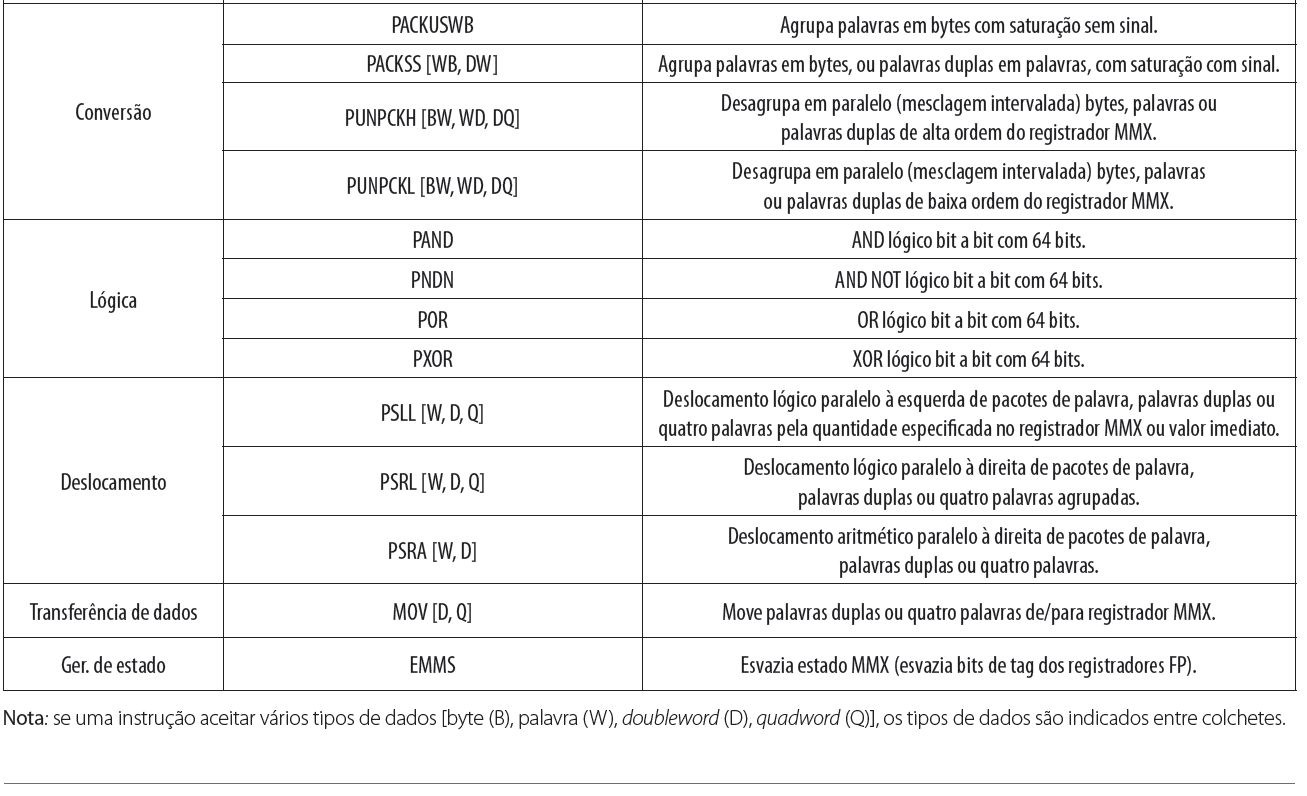 Conversão
PACKUSWB
Agrupa palavras em bytes com saturação sem sinal.
PACKSS [WB, DW]
Agrupa palavras em bytes, ou palavras duplas em palavras, com saturação com sinal.
PUNPCKH [BW, WD, DQ]
Desagrupa em paralelo (mesclagem intervalada) bytes, palavras ou
palavras duplas de alta ordem do registrador MMX.
PUNPCKL [BW, WD, DQ]
Desagrupa em paralelo (mesclagem intervalada) bytes, palavras
ou palavras duplas de baixa ordem do registrador MMX.
Lógica
PAND
AND lógico bit a bit com 64 bits.
PNDN
AND NOT lógico bit a bit com 64 bits.
POR
OR lógico bit a bit com 64 bits.
PXOR
XOR lógico bit a bit com 64 bits.
Deslocamento
PSLL [W, D, Q]
Deslocamento lógico paralelo à esquerda de pacotes de palavra, palavras duplas ou
quatro palavras pela quantidade especificada no registrador MMX ou valor imediato.
PSRL [W, D, Q]
Deslocamento lógico paralelo à direita de pacotes de palavra,
palavras duplas ou quatro palavras agrupadas.
PSRA [W, D]
Deslocamento aritmético paralelo à direita de pacotes de palavra,
palavras duplas ou quatro palavras.
Transferência de dados
MOV [D, Q]
Move palavras duplas ou quatro palavras de/para registrador MMX.
Ger. de estado
EMMS
Esvazia estado MMX (esvazia bits de tag dos registradores FP).
Nota: se uma instrução aceitar vários tipos de dados [byte (B), palavra (W), doubleword (D), quadword (Q)], os tipos de dados são indicados entre colchetes.